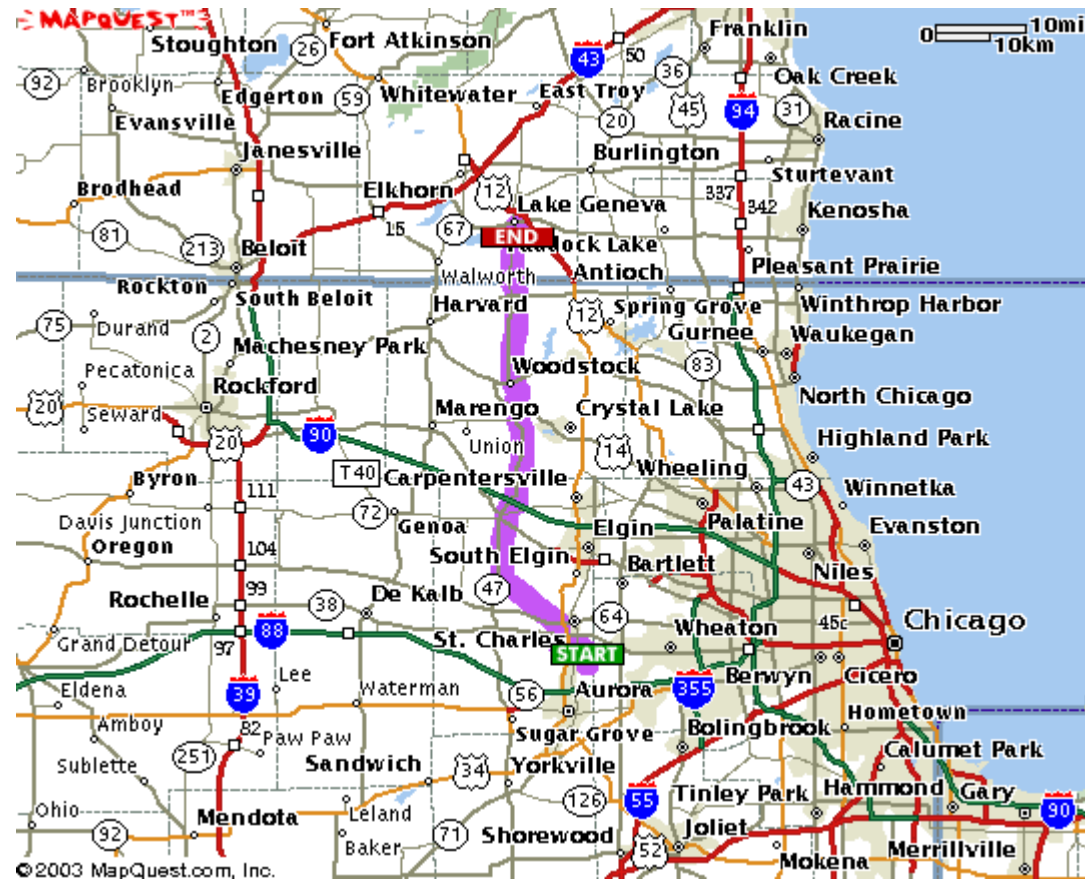 MAPQUEST™
10mi
0
10km
Franklin
Stoughton
26
Fort Atkinson
50
43
92
Brooklyn
36
Oak Creek
Edgerton
59
Whitewater
East Troy
45
94
31
Evansville
20
Racine
Janesville
Burlington
Brodhead
Elkhorn
12
Sturtevant
337
342
Lake Geneva
Kenosha
81
213
Beloit
15
67
END
Paddock Lake
Walworth
Antioch
Pleasant Prairie
Rockton
South Beloit
Harvard
Spring Grove
Winthrop Harbor
75
Durand
2
12
Gurnee
Waukegan
Machesney Park
Woodstock
83
Pecatonica
Rockford
North Chicago
20
Seward
Marengo
Crystal Lake
20
90
Union
14
Highland Park
Byron
T40
Carpentersville
Wheeling
111
43
Winnetka
Davis Junction
72
Genoa
Elgin
Palatine
Evanston
Oregon
104
South Elgin
Bartlett
Niles
99
Rochelle
38
De Kalb
47
64
45c
Chicago
88
Wheaton
Grand Detour
97
St. Charles
START
Lee
Berwyn
Cicero
Eldena
39
Waterman
56
Aurora
355
Amboy
82
Hometown
251
Paw Paw
Sugar Grove
Bolingbrook
Calumet Park
Sublette
Sandwich
34
Yorkville
Hammond
Gary
Ohio
Leland
126
55
Tinley Park
90
Mendota
92
71
Shorewood
Joliet
Baker
52
Mokena
Merrillville
©2003 MapQuest.com, Inc.